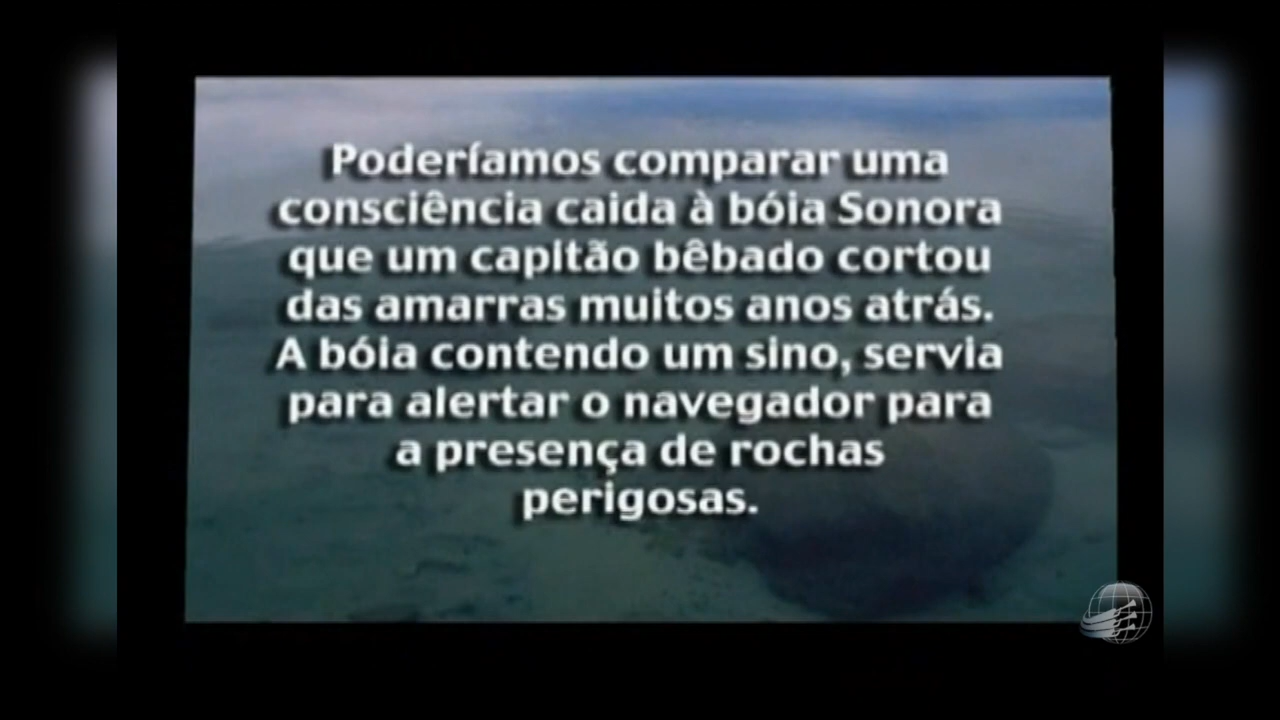 Poderíamos comparar uma
consciência caida à bóia Sonora
que um capitão bêbado cortou
das amarras muitos anos atrás.
A bóia contendo um sino, servia
para alertar o navegador para
a presença de rochas
perigosas.